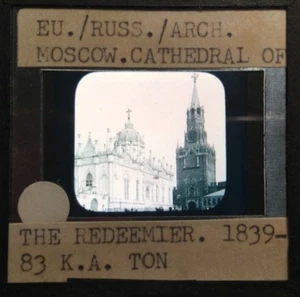 EU./RUSS./ARCH.
MOSCOW.CATHEDRAL OF
THE REDEEMIER. 1839-
83 K.A. TON